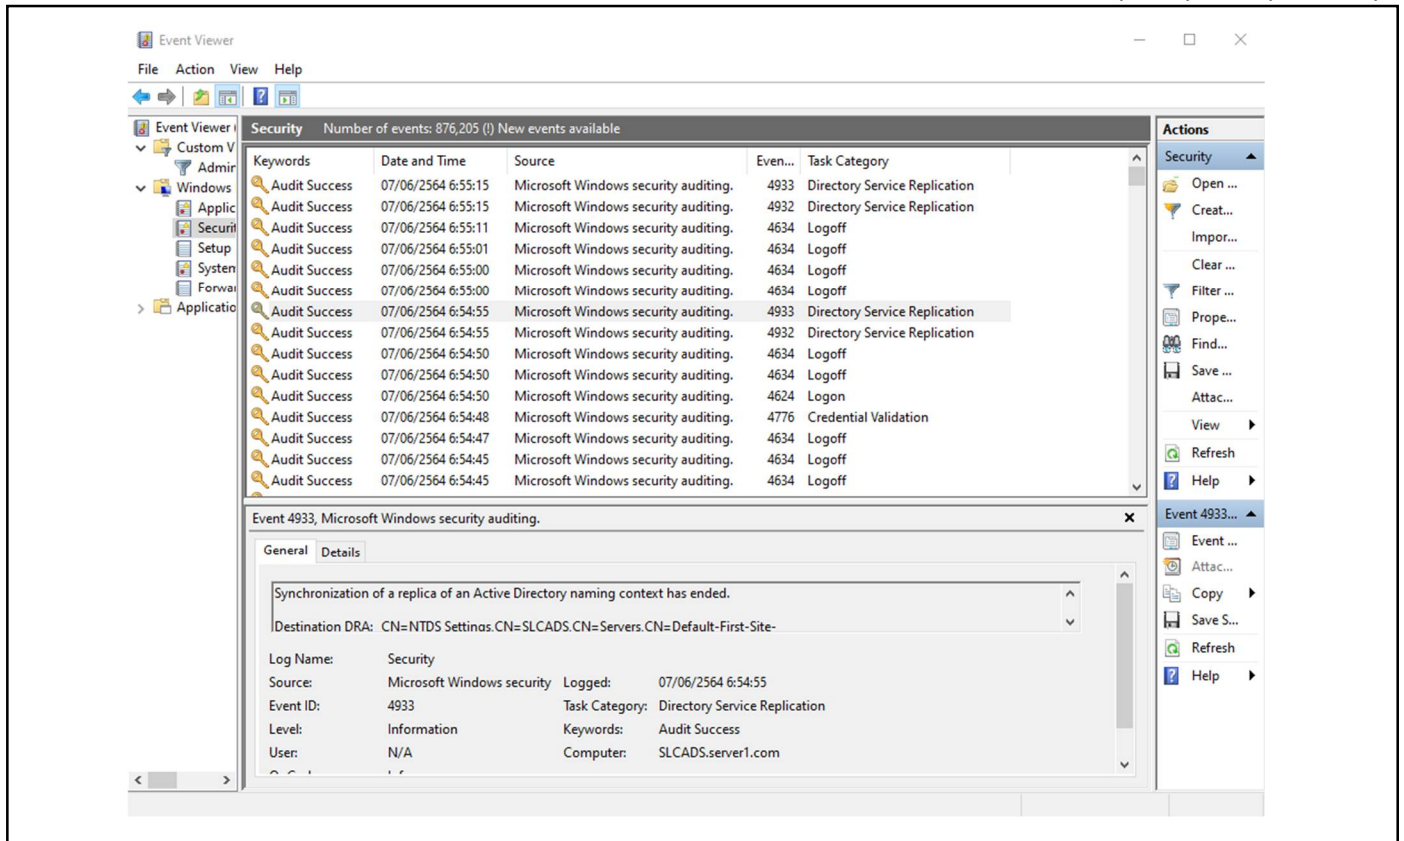 Event Viewer
File Action View Help
Event Viewer
Custom V
Admir
Windows
Applic
Securit
Setup
System
Forwa
Applicatio
Security Number of events: 876,205 (!) New events available
Keywords Date and Time Source Even... Task Category
Audit Success 07/06/2564 6:55:15 Microsoft Windows security auditing. 4933 Directory Service Replication
Audit Success 07/06/2564 6:55:15 Microsoft Windows security auditing. 4932 Directory Service Replication
Audit Success 07/06/2564 6:55:11 Microsoft Windows security auditing. 4634 Logoff
Audit Success 07/06/2564 6:55:01 Microsoft Windows security auditing. 4634 Logoff
Audit Success 07/06/2564 6:55:00 Microsoft Windows security auditing. 4634 Logoff
Audit Success 07/06/2564 6:55:00 Microsoft Windows security auditing. 4634 Logoff
Audit Success 07/06/2564 6:54:55 Microsoft Windows security auditing. 4933 Directory Service Replication
Audit Success 07/06/2564 6:54:55 Microsoft Windows security auditing. 4932 Directory Service Replication
Audit Success 07/06/2564 6:54:50 Microsoft Windows security auditing. 4634 Logoff
Audit Success 07/06/2564 6:54:50 Microsoft Windows security auditing. 4634 Logoff
Audit Success 07/06/2564 6:54:50 Microsoft Windows security auditing. 4624 Logon
Audit Success 07/06/2564 6:54:48 Microsoft Windows security auditing. 4776 Credential Validation
Audit Success 07/06/2564 6:54:47 Microsoft Windows security auditing. 4634 Logoff
Audit Success 07/06/2564 6:54:45 Microsoft Windows security auditing. 4634 Logoff
Audit Success 07/06/2564 6:54:45 Microsoft Windows security auditing. 4634 Logoff
Event 4933, Microsoft Windows security auditing.
General Details
Synchronization of a replica of an Active Directory naming context has ended.
Destination DRA: CN=NTDS Settings,CN=SLCADS,CN=Servers,CN=Default-First-Site-
Log Name: Security
Source: Microsoft Windows security Logged: 07/06/2564 6:54:55
Event ID: 4933 Task Category: Directory Service Replication
Level: Information Keywords: Audit Success
User: N/A Computer: SLCADS.server1.com
Actions
Security
Open ...
Creat...
Impor...
Clear ...
Filter ...
Prope...
Find...
Save ...
Attac...
View
Refresh
Help
Event 4933...
Event ...
Attac...
Copy
Save S...
Refresh
Help